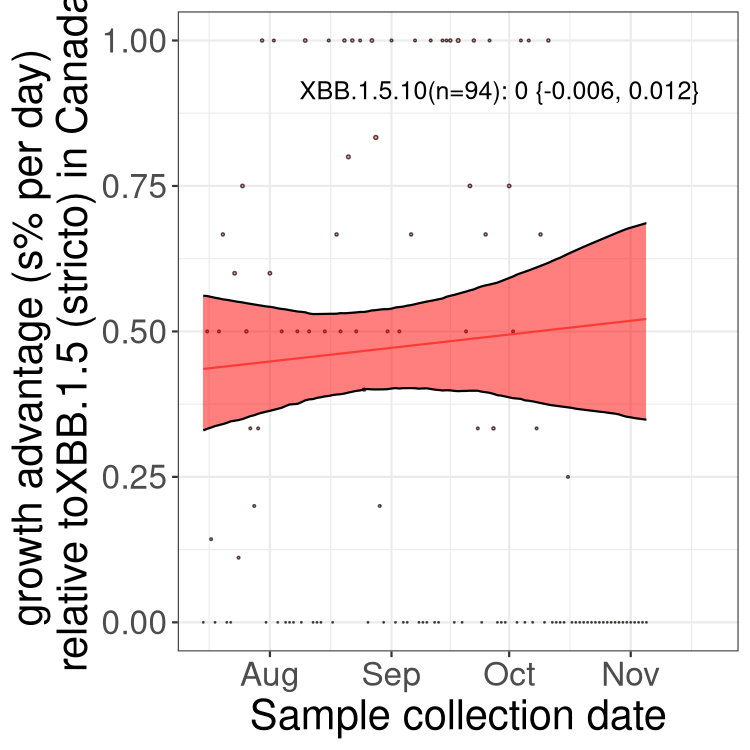 growth advantage (s% per day)
relative toXBB.1.5 (stricto) in Canada
1.00
0.75
0.50
0.25
0.00
XBB.1.5.10(n=94): 0 {-0.006, 0.012}
Aug Sep Oct Nov
Sample collection date